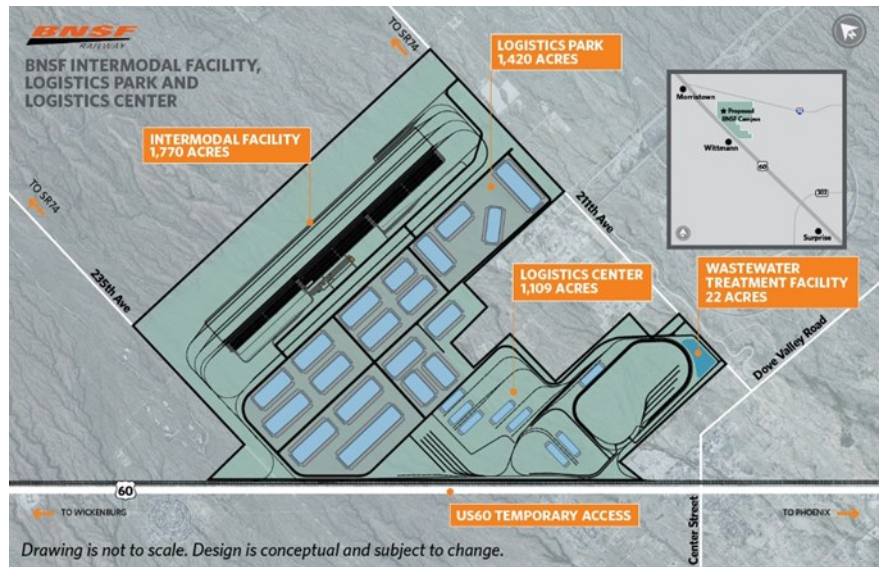 BNSF
RAILWAY
BNSF INTERMODAL FACILITY,
LOGISTICS PARK AND
LOGISTICS CENTER
TO SR74
LOGISTICS PARK
1,420 ACRES
INTERMODAL FACILITY
1,770 ACRES
Morristown
Proposed
BNSF Campus
Wittmann
60
303
Surprise
TO SR74
235th Ave
211th Ave
LOGISTICS CENTER
1,109 ACRES
WASTEWATER
TREATMENT FACILITY
22 ACRES
Dove Valley Road
60
TO WICKENBURG
US60 TEMPORARY ACCESS
Center Street
TO PHOENIX
Drawing is not to scale. Design is conceptual and subject to change.